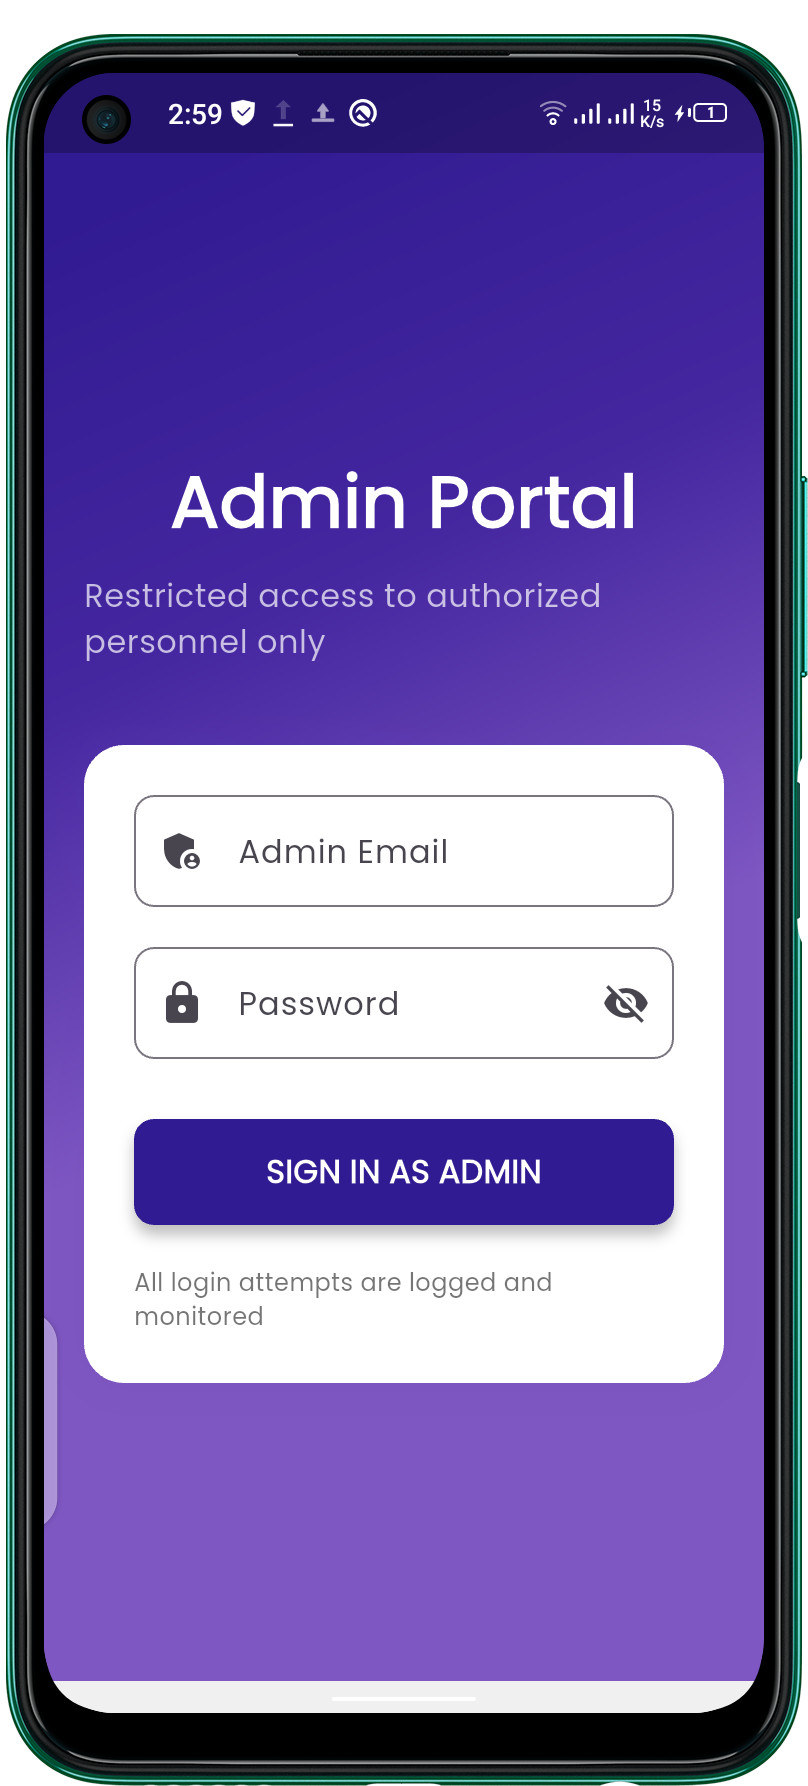 2:59
15
K/s
1
Admin Portal
Restricted access to authorized
personnel only
Admin Email
Password
SIGN IN AS ADMIN
All login attempts are logged and
monitored